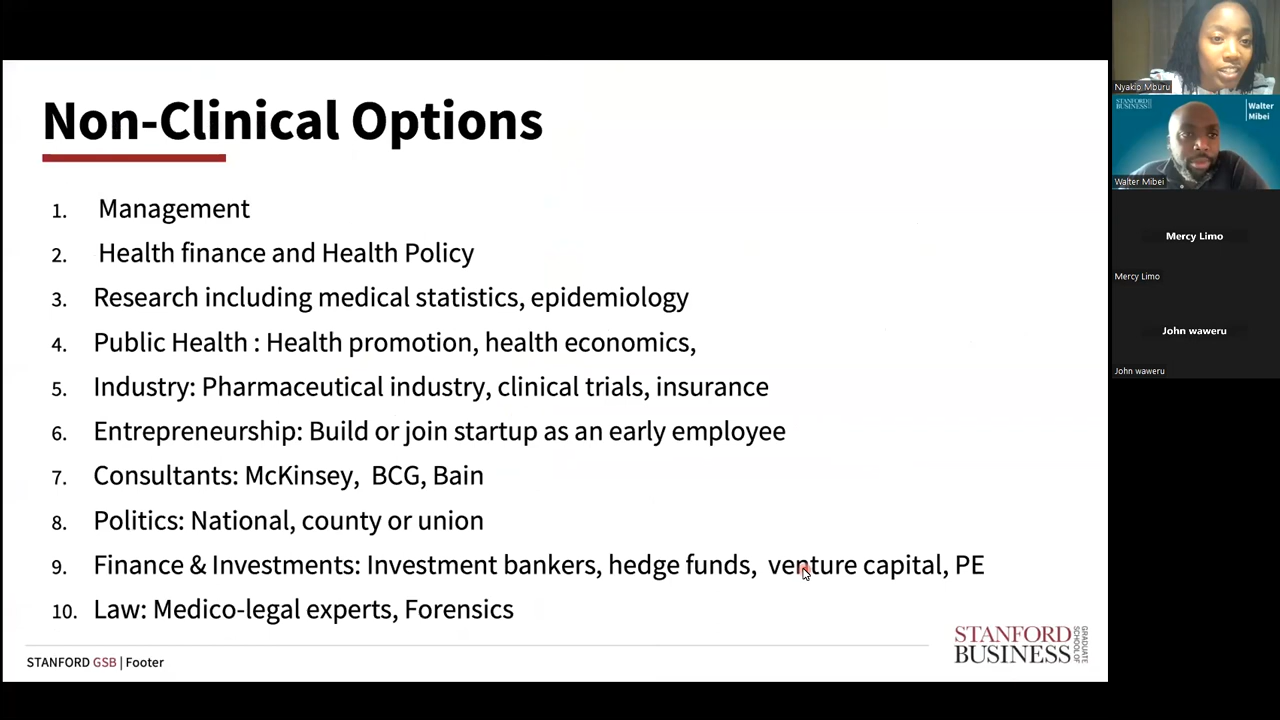 Non-Clinical Options
1. Management
2. Health finance and Health Policy
3. Research including medical statistics, epidemiology
4. Public Health : Health promotion, health economics,
5. Industry: Pharmaceutical industry, clinical trials, insurance
6. Entrepreneurship: Build or join startup as an early employee
7. Consultants: McKinsey, BCG, Bain
8. Politics: National, county or union
9. Finance & Investments: Investment bankers, hedge funds, venture capital, PE
10. Law: Medico-legal experts, Forensics
STANFORD GSB | Footer
STANFORD
BUSINESS
GRADUATE
SCHOOL OF
Nyakio Mburu
STANFORD
BUSINESS
Walter
Mibei
Walter Mibei
Mercy Limo
Mercy Limo
John waweru
John waweru